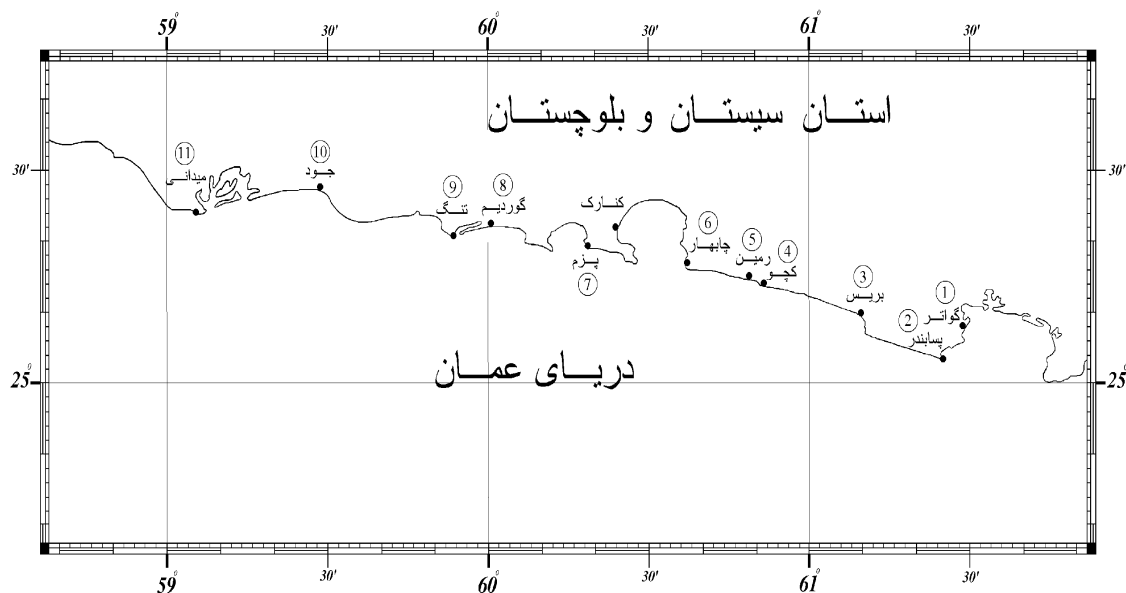 59° 30' 60° 30' 61° 30'
استان سیستان و بلوچستان
30' 30'
11 میدانی
10 جود
9 تنگ
8 گوردیم
کنارک
پزم 7
6 چابهار
5 رمین
4 کچو
3 بریس
1 گواتر
2 پسابندر
دریای عمان
25° 25°
59° 30' 60° 30' 61° 30'